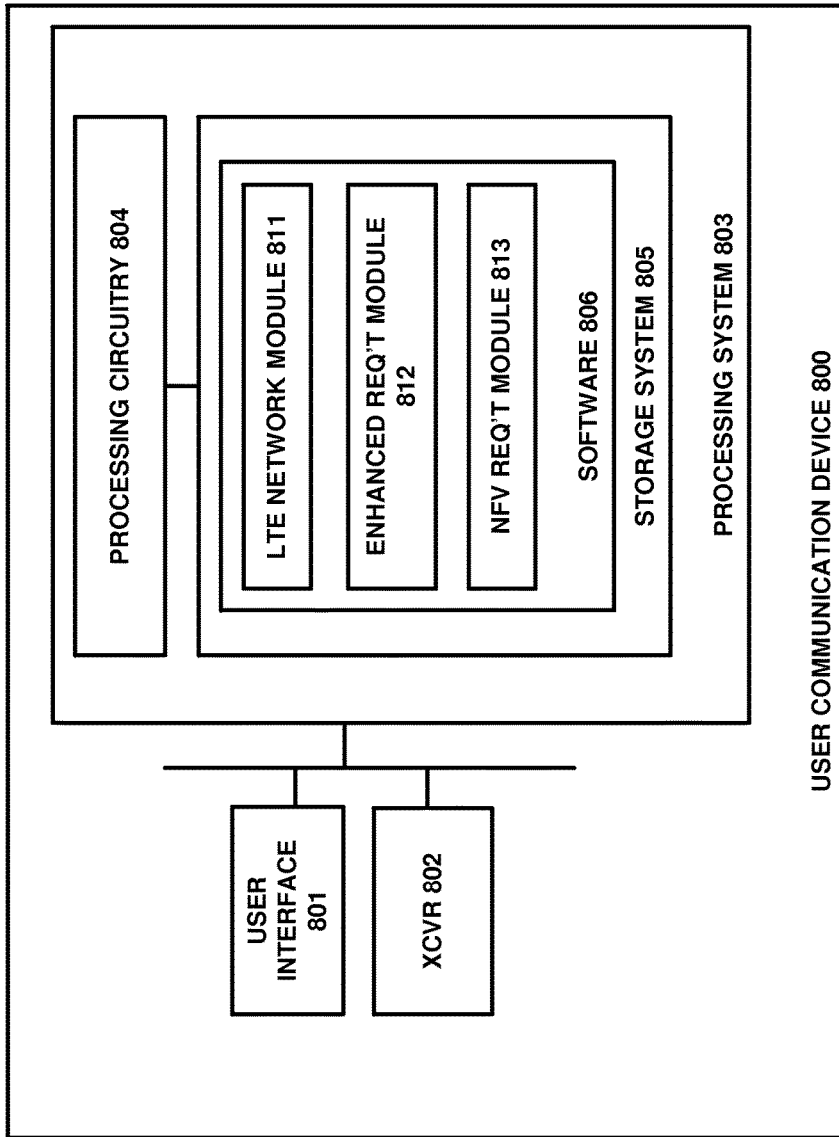 USER COMMUNICATION DEVICE 800
USER
INTERFACE
801
XCVR 802
PROCESSING CIRCUITRY 804
LTE NETWORK MODULE 811
ENHANCED REQ'T MODULE
812
NFV REQ'T MODULE 813
SOFTWARE 806
STORAGE SYSTEM 805
PROCESSING SYSTEM 803